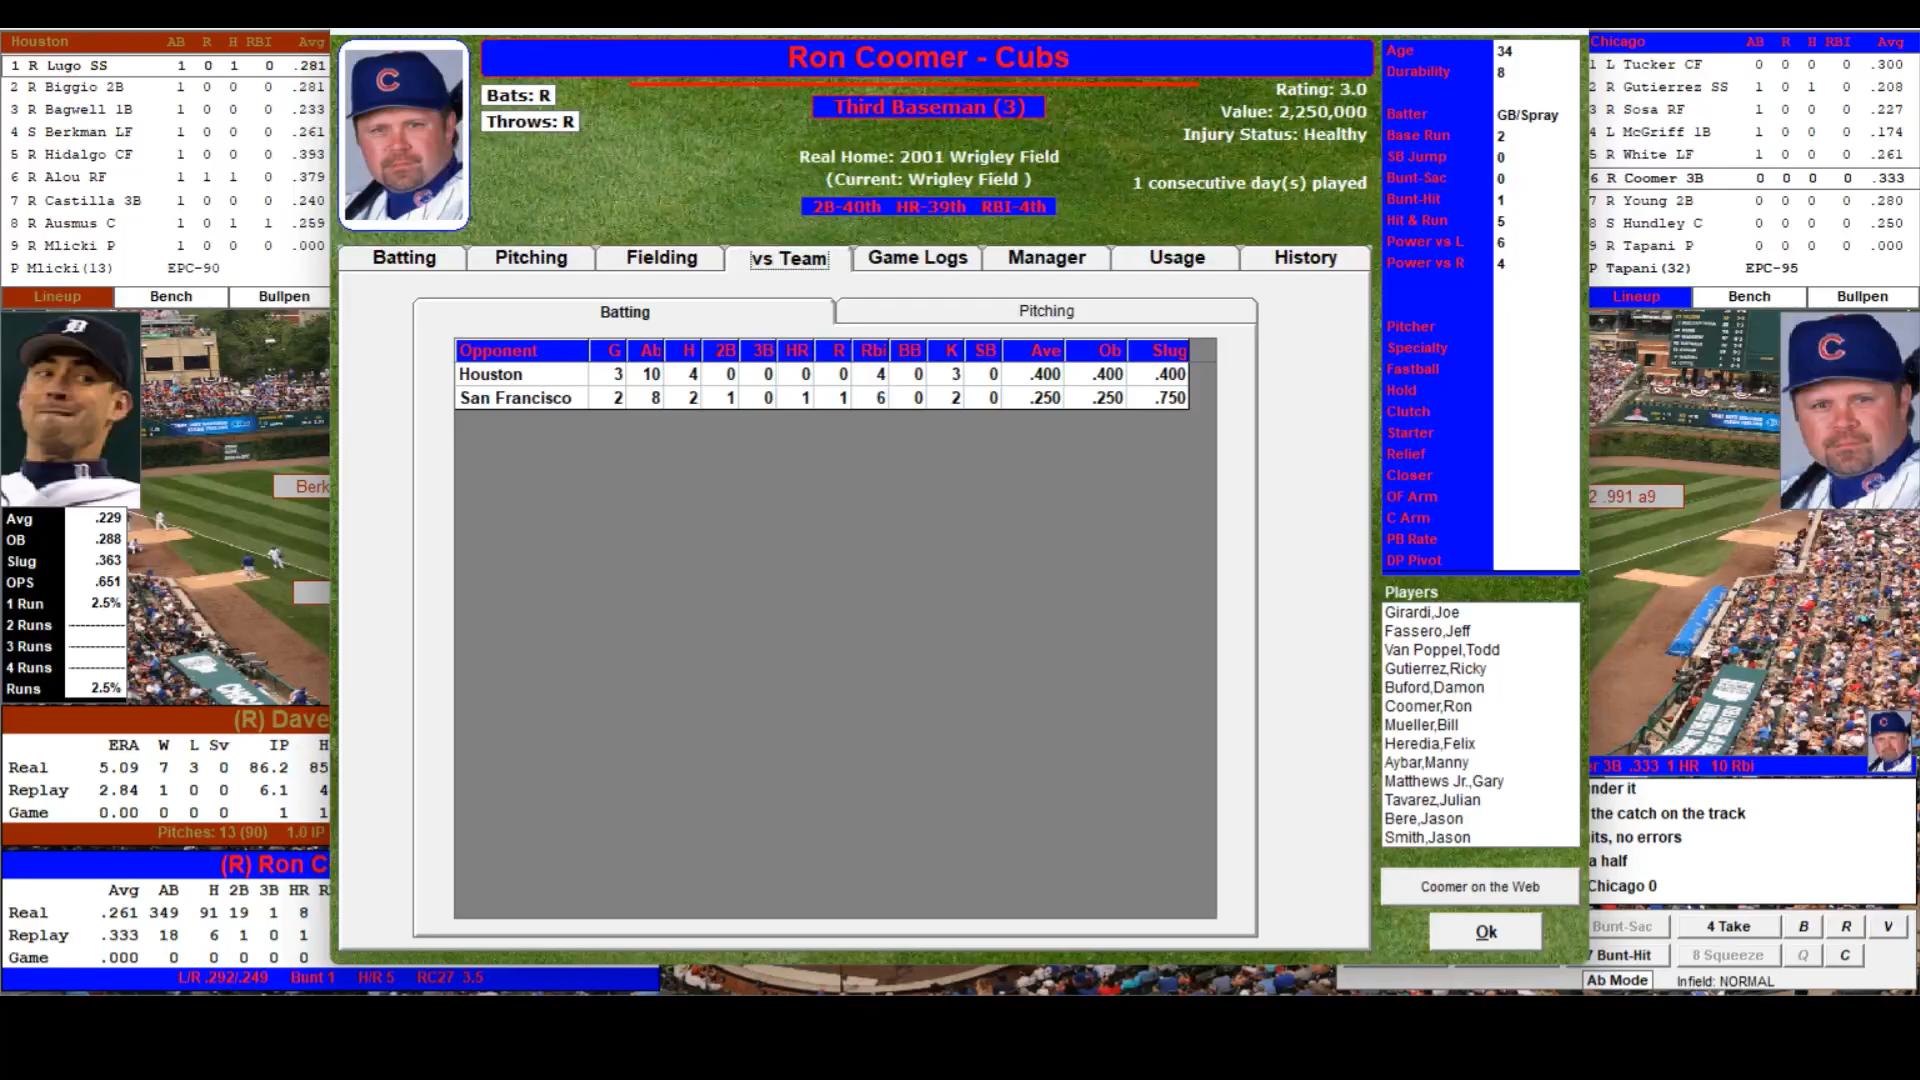 Houston AB R H RBI Avg
1 R Lugo SS 1 0 1 0 .281
2 R Biggio 2B 1 0 0 0 .281
3 R Bagwell 1B 1 0 0 0 .233
4 S Berkman LF 1 0 0 0 .261
5 R Hidalgo CF 1 0 0 0 .393
6 R Alou RF 1 1 1 0 .379
7 R Castilla 3B 1 0 0 0 .240
8 R Ausmus C 1 0 1 1 .259
9 R Mlicki P 1 0 0 0 .000
P Mlicki(13) EPC-90
Lineup Bench Bullpen
Berk
Avg .229
OB .288
Slug .363
OPS .651
1 Run 2.5%
2 Runs ------------
3 Runs ------------
4 Runs ------------
Runs 2.5%
(R) Dave
ERA W L Sv IP H
Real 5.09 7 3 0 86.2 85
Replay 2.84 1 0 0 6.1 4
Game 0.00 0 0 0 1 1
Pitches: 13 (90) 1.0 IP
(R) Ron C
Avg AB H 2B 3B HR R
Real .261 349 91 19 1 8
Replay .333 18 6 1 0 1
Game .000 0 0 0 0 0
L/R .292/.249 Bunt 1 H/R 5 RC27 3.5
Ron Coomer - Cubs
Bats: R
Throws: R
Third Baseman (3)
Real Home: 2001 Wrigley Field
(Current: Wrigley Field )
2B-40th HR-39th RBI-4th
Rating: 3.0
Value: 2,250,000
Injury Status: Healthy
1 consecutive day(s) played
Batting Pitching Fielding vs Team Game Logs Manager Usage History
Batting Pitching
Opponent G Ab H 2B 3B HR R Rbi BB K SB Ave Ob Slug
Houston 3 10 4 0 0 0 0 4 0 3 0 .400 .400 .400
San Francisco 2 8 2 1 0 1 1 6 0 2 0 .250 .250 .750
Age 34
Durability 8
Batter GB/Spray
Base Run 2
SB Jump 0
Bunt-Sac 0
Bunt-Hit 1
Hit & Run 5
Power vs L 6
Power vs R 4
Pitcher
Specialty
Fastball
Hold
Clutch
Starter
Relief
Closer
OF Arm
C Arm
PB Rate
DP Pivot
Players
Girardi,Joe
Fassero,Jeff
Van Poppel,Todd
Gutierrez,Ricky
Buford,Damon
Coomer,Ron
Mueller,Bill
Heredia,Felix
Aybar,Manny
Matthews Jr.,Gary
Tavarez,Julian
Bere,Jason
Smith,Jason
Coomer on the Web
Ok
Chicago AB R H RBI Avg
1 L Tucker CF 0 0 0 0 .300
2 R Gutierrez SS 1 0 1 0 .208
3 R Sosa RF 1 0 0 0 .227
4 L McGriff 1B 1 0 0 0 .174
5 R White LF 1 0 0 0 .261
6 R Coomer 3B 0 0 0 0 .333
7 R Young 2B 0 0 0 0 .280
8 S Hundley C 0 0 0 0 .250
9 R Tapani P 0 0 0 0 .000
P Tapani(32) EPC-95
Lineup Bench Bullpen
2 .991 a9
er 3B .333 1 HR 10 Rbi
nder it
the catch on the track
its, no errors
a half
Chicago 0
Bunt-Sac 4 Take B R V
7 Bunt-Hit 8 Squeeze Q C
Ab Mode Infield: NORMAL